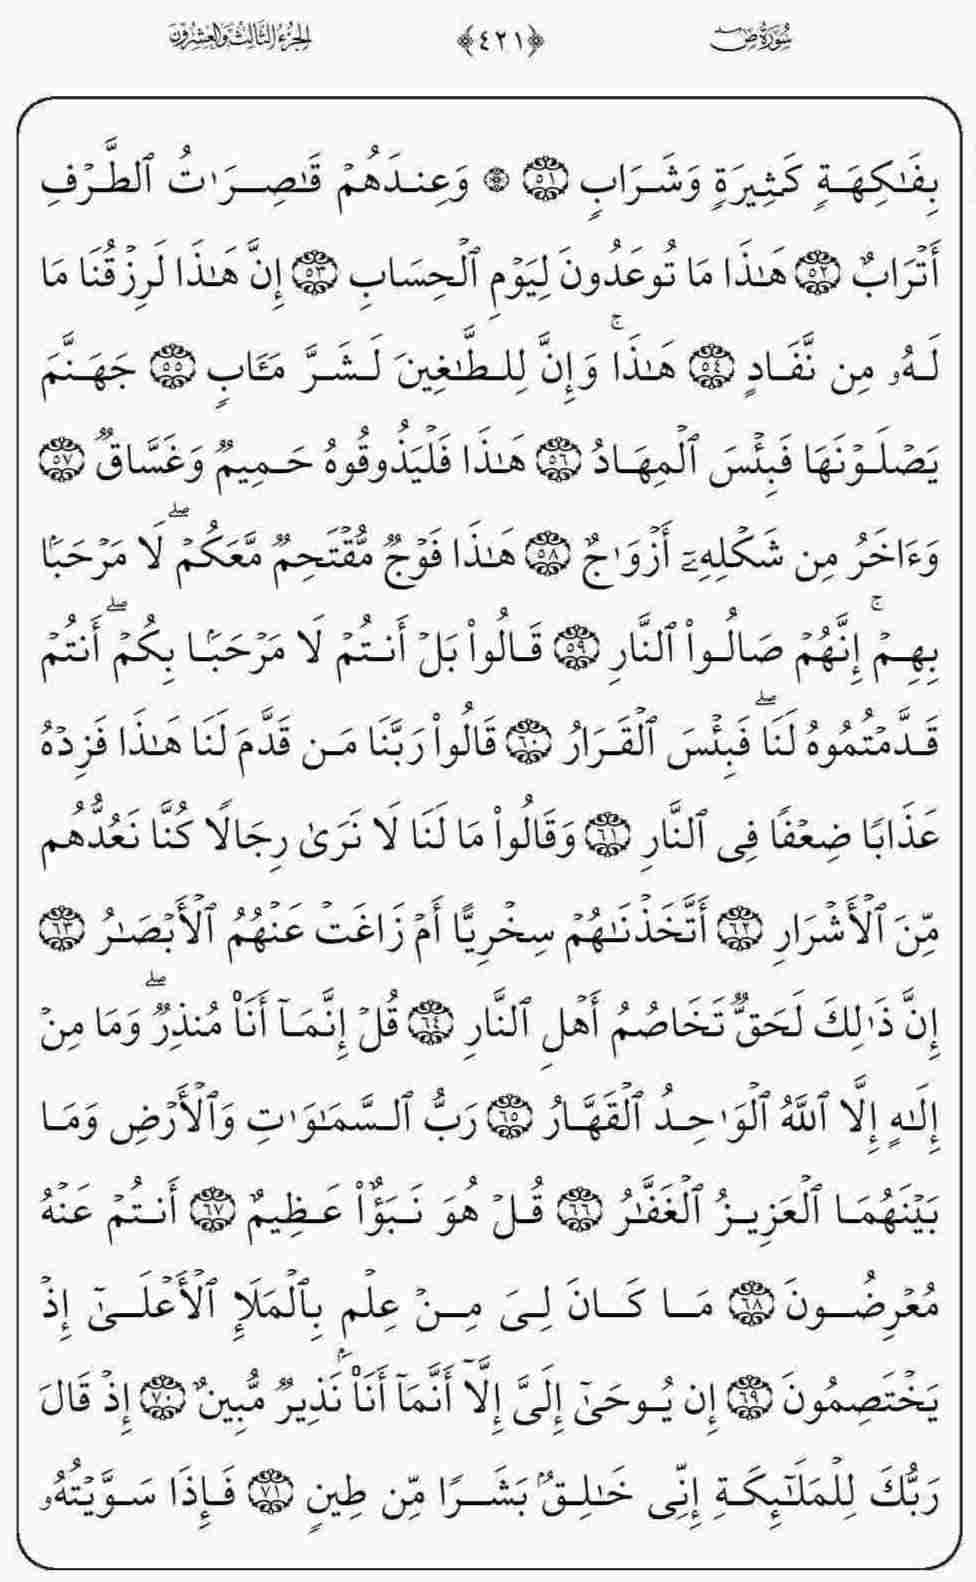 سُورَةُ صٓ ﴿٤٢١﴾ الجُزْءُ الثَّالِثُ وَالعِشْرُونَ
بِفَٰكِهَةٖ كَثِيرَةٖ وَشَرَابٖ ٥١ ۞ وَعِندَهُمۡ قَٰصِرَٰتُ ٱلطَّرۡفِ
أَتۡرَابٌ ٥٢ هَٰذَا مَا تُوعَدُونَ لِيَوۡمِ ٱلۡحِسَابِ ٥٣ إِنَّ هَٰذَا لَرِزۡقُنَا مَا
لَهُۥ مِن نَّفَادٍ ٥٤ هَٰذَاۚ وَإِنَّ لِلطَّٰغِينَ لَشَرَّ مَـَٔابٖ ٥٥ جَهَنَّمَ
يَصۡلَوۡنَهَا فَبِئۡسَ ٱلۡمِهَادُ ٥٦ هَٰذَا فَلۡيَذُوقُوهُ حَمِيمٞ وَغَسَّاقٞ ٥٧
وَءَاخَرُ مِن شَكۡلِهِۦٓ أَزۡوَٰجٌ ٥٨ هَٰذَا فَوۡجٞ مُّقۡتَحِمٞ مَّعَكُمۡۖ لَا مَرۡحَبَۢا
بِهِمۡۚ إِنَّهُمۡ صَالُواْ ٱلنَّارِ ٥٩ قَالُواْ بَلۡ أَنتُمۡ لَا مَرۡحَبَۢا بِكُمۡۖ أَنتُمۡ
قَدَّمۡتُمُوهُ لَنَاۖ فَبِئۡسَ ٱلۡقَرَارُ ٦٠ قَالُواْ رَبَّنَا مَن قَدَّمَ لَنَا هَٰذَا فَزِدۡهُ
عَذَابٗا ضِعۡفٗا فِي ٱلنَّارِ ٦١ وَقَالُواْ مَا لَنَا لَا نَرَىٰ رِجَالٗا كُنَّا نَعُدُّهُم
مِّنَ ٱلۡأَشۡرَارِ ٦٢ أَتَّخَذۡنَٰهُمۡ سِخۡرِيًّا أَمۡ زَاغَتۡ عَنۡهُمُ ٱلۡأَبۡصَٰرُ ٦٣
إِنَّ ذَٰلِكَ لَحَقّٞ تَخَاصُمُ أَهۡلِ ٱلنَّارِ ٦٤ قُلۡ إِنَّمَآ أَنَا۠ مُنذِرٞۖ وَمَا مِنۡ
إِلَٰهٍ إِلَّا ٱللَّهُ ٱلۡوَٰحِدُ ٱلۡقَهَّارُ ٦٥ رَبُّ ٱلسَّمَٰوَٰتِ وَٱلۡأَرۡضِ وَمَا
بَيۡنَهُمَا ٱلۡعَزِيزُ ٱلۡغَفَّٰرُ ٦٦ قُلۡ هُوَ نَبَؤٌاْ عَظِيمٌ ٦٧ أَنتُمۡ عَنۡهُ
مُعۡرِضُونَ ٦٨ مَا كَانَ لِيَ مِنۡ عِلۡمِۭ بِٱلۡمَلَإِ ٱلۡأَعۡلَىٰٓ إِذۡ
يَخۡتَصِمُونَ ٦٩ إِن يُوحَىٰٓ إِلَيَّ إِلَّآ أَنَّمَآ أَنَا۠ نَذِيرٞ مُّبِينٌ ٧٠ إِذۡ قَالَ
رَبُّكَ لِلۡمَلَٰٓئِكَةِ إِنِّي خَٰلِقُۢ بَشَرٗا مِّن طِينٖ ٧١ فَإِذَا سَوَّيۡتُهُۥ